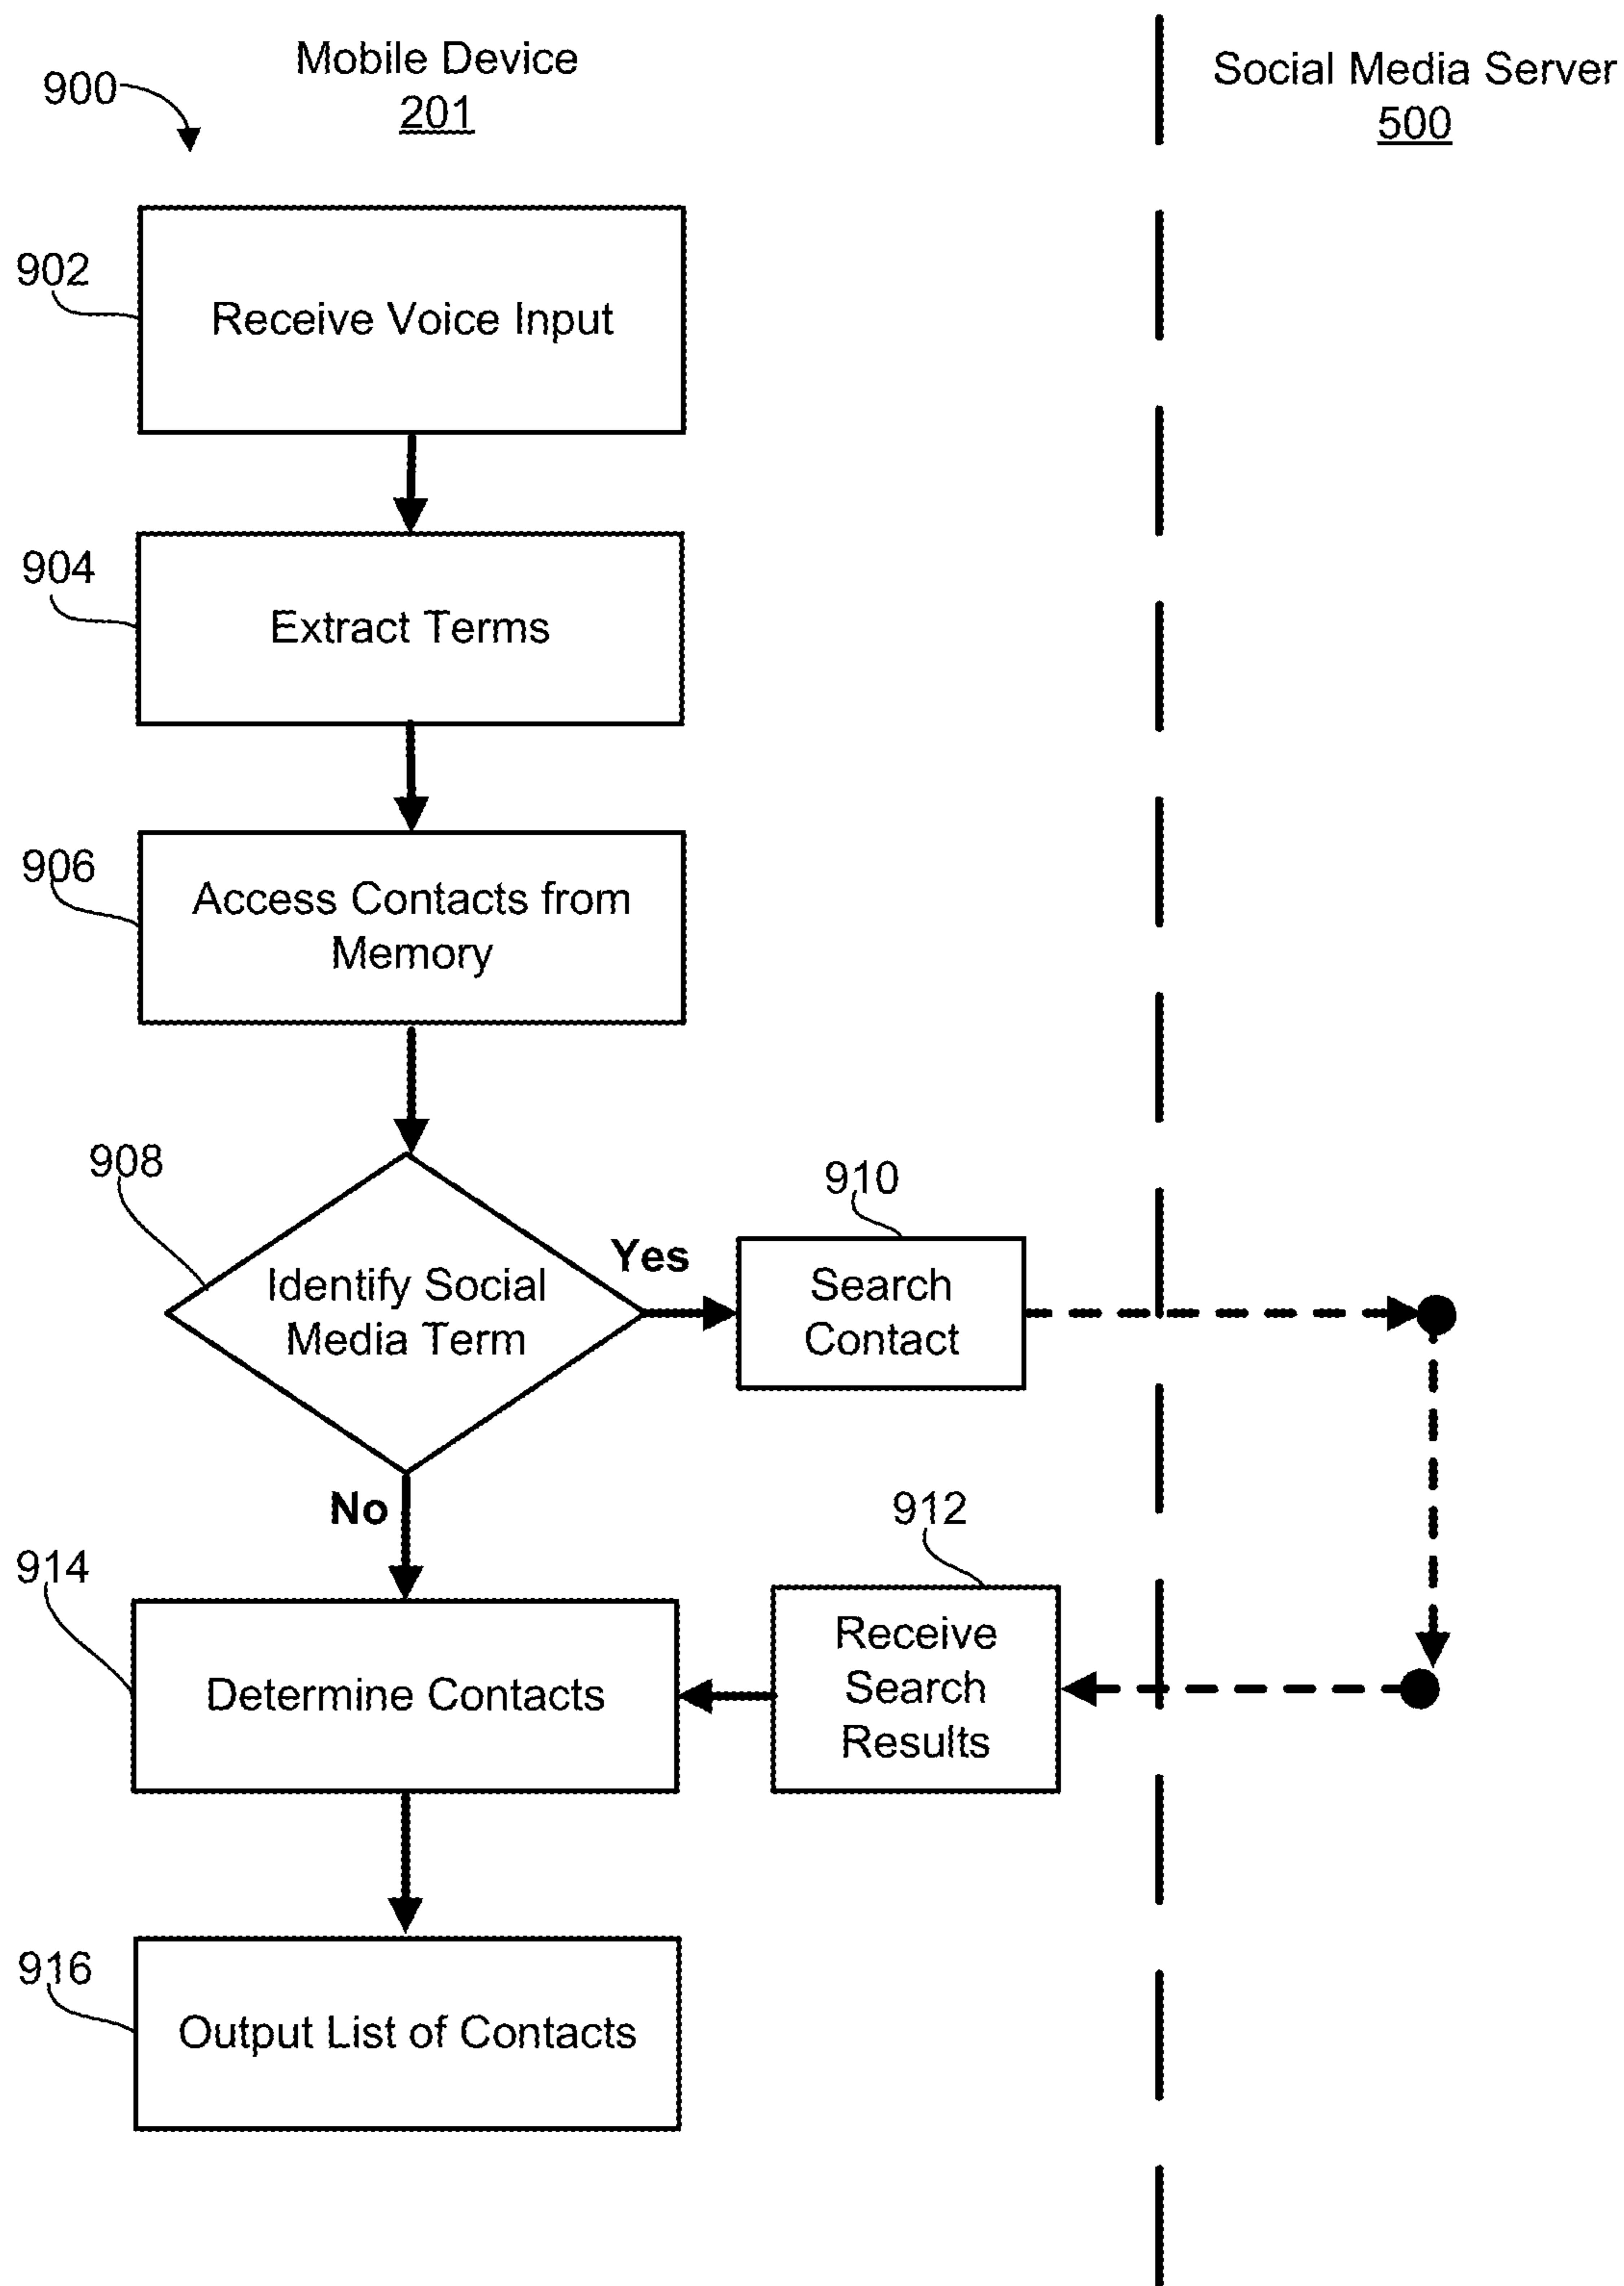 Mobile Device
201
900
Social Media Server
500
902
Receive Voice Input
904
Extract Terms
906
Access Contacts from
Memory
908
Identify Social
Media Term
Yes
910
Search
Contact
No
912
Receive
Search
Results
914
Determine Contacts
916
Output List of Contacts